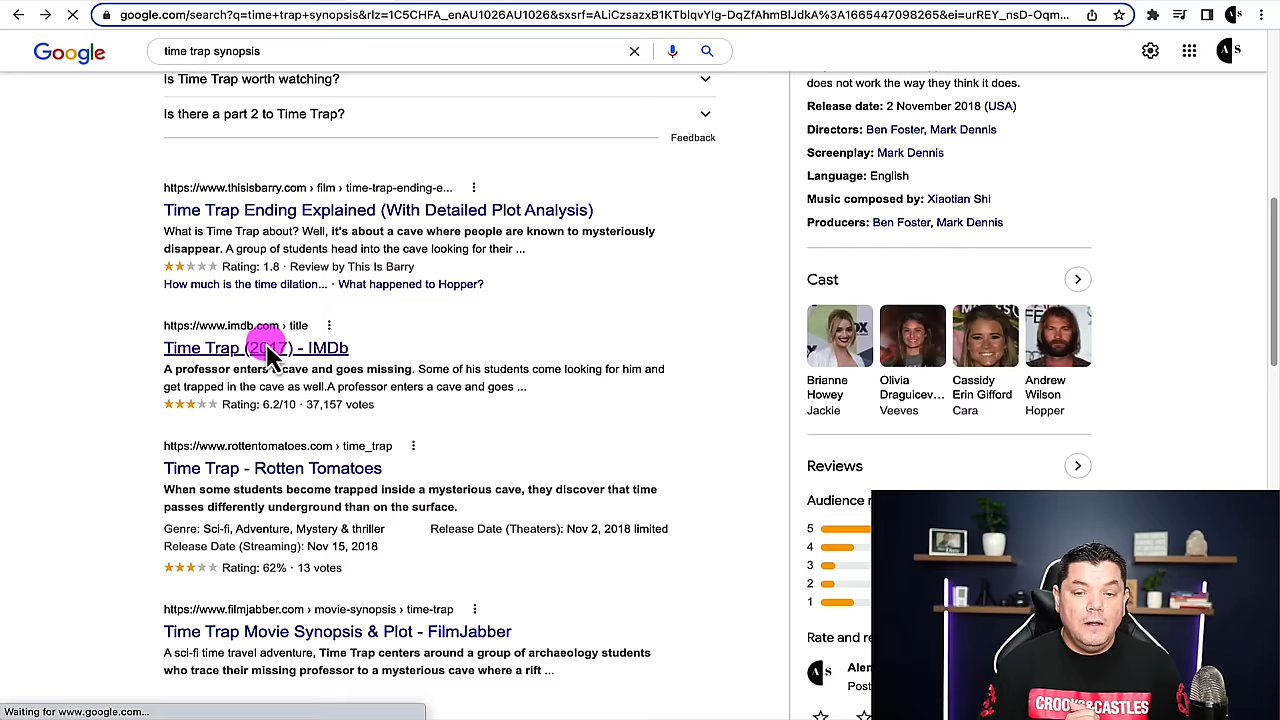 google.com/search?q=time+trap+synopsis&rlz=1C5CHFA_enAU1026AU1026&sxsrf=ALiCzsazxB1KTblqvYIg-DqZfAhmBlJdkA%3A1665447098265&ei=urREY_nsD-Oqm...
Google
time trap synopsis
A S
Is Time Trap worth watching?
Is there a part 2 to Time Trap?
Feedback
https://www.thisisbarry.com › film › time-trap-ending-e...
Time Trap Ending Explained (With Detailed Plot Analysis)
What is Time Trap about? Well, it's about a cave where people are known to mysteriously
disappear. A group of students head into the cave looking for their ...
Rating: 1.8 · Review by This Is Barry
How much is the time dilation... · What happened to Hopper?
https://www.imdb.com › title
Time Trap (2017) - IMDb
A professor enters a cave and goes missing. Some of his students come looking for him and
get trapped in the cave as well.A professor enters a cave and goes ...
Rating: 6.2/10 · 37,157 votes
https://www.rottentomatoes.com › time_trap
Time Trap - Rotten Tomatoes
When some students become trapped inside a mysterious cave, they discover that time
passes differently underground than on the surface.
Genre: Sci-fi, Adventure, Mystery & thriller Release Date (Theaters): Nov 2, 2018 limited
Release Date (Streaming): Nov 15, 2018
Rating: 62% · 13 votes
https://www.filmjabber.com › movie-synopsis › time-trap
Time Trap Movie Synopsis & Plot - FilmJabber
A sci-fi time travel adventure, Time Trap centers around a group of archaeology students
who trace their missing professor to a mysterious cave where a rift ...
Waiting for www.google.com...
does not work the way they think it does.
Release date: 2 November 2018 (USA)
Directors: Ben Foster, Mark Dennis
Screenplay: Mark Dennis
Language: English
Music composed by: Xiaotian Shi
Producers: Ben Foster, Mark Dennis
Cast
Brianne Howey
Jackie
Olivia Draguicev...
Veeves
Cassidy Erin Gifford
Cara
Andrew Wilson
Hopper
Reviews
Audience
5
4
3
2
1
Rate and
A S
CROOKS&CASTLES